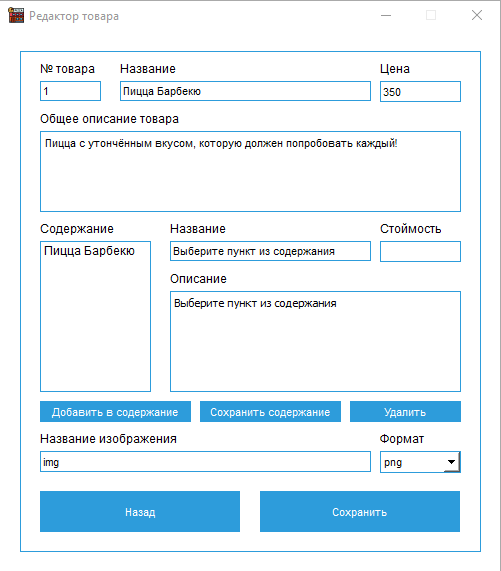 Редактор товара
№ товара Название Цена
1 Пицца Барбекю 350
Общее описание товара
Пицца с утончённым вкусом, которую должен попробовать каждый!
Содержание Название Стоймость
Пицца Барбекю Выберите пункт из содержания
Описание
Выберите пункт из содержания
Добавить в содержание Сохранить содержание Удалить
Название изображения Формат
img png
Назад Сохранить